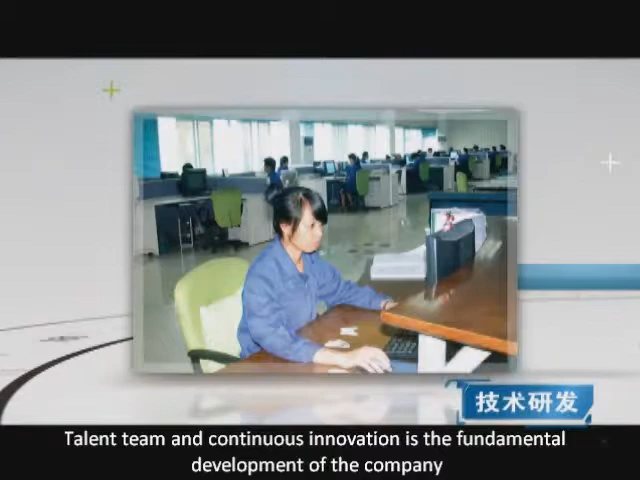 技术研发
Talent team and continuous innovation is the fundamental
development of the company